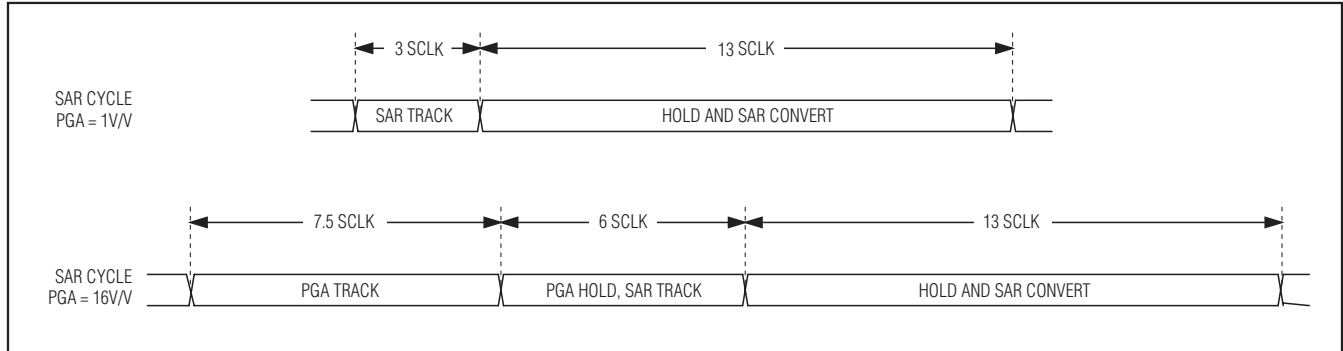 3 SCLK
13 SCLK
SAR CYCLE
PGA = 1V/V
SAR TRACK
HOLD AND SAR CONVERT
7.5 SCLK
6 SCLK
13 SCLK
SAR CYCLE
PGA = 16V/V
PGA TRACK
PGA HOLD, SAR TRACK
HOLD AND SAR CONVERT